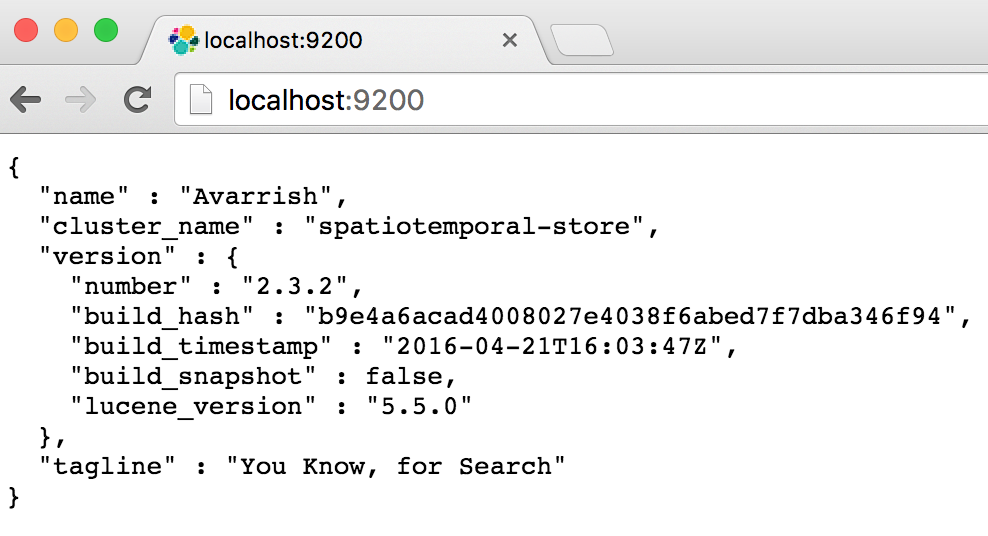 localhost:9200
localhost:9200
{
  "name" : "Avarrish",
  "cluster_name" : "spatiotemporal-store",
  "version" : {
    "number" : "2.3.2",
    "build_hash" : "b9e4a6acad4008027e4038f6abed7f7dba346f94",
    "build_timestamp" : "2016-04-21T16:03:47Z",
    "build_snapshot" : false,
    "lucene_version" : "5.5.0"
  },
  "tagline" : "You Know, for Search"
}